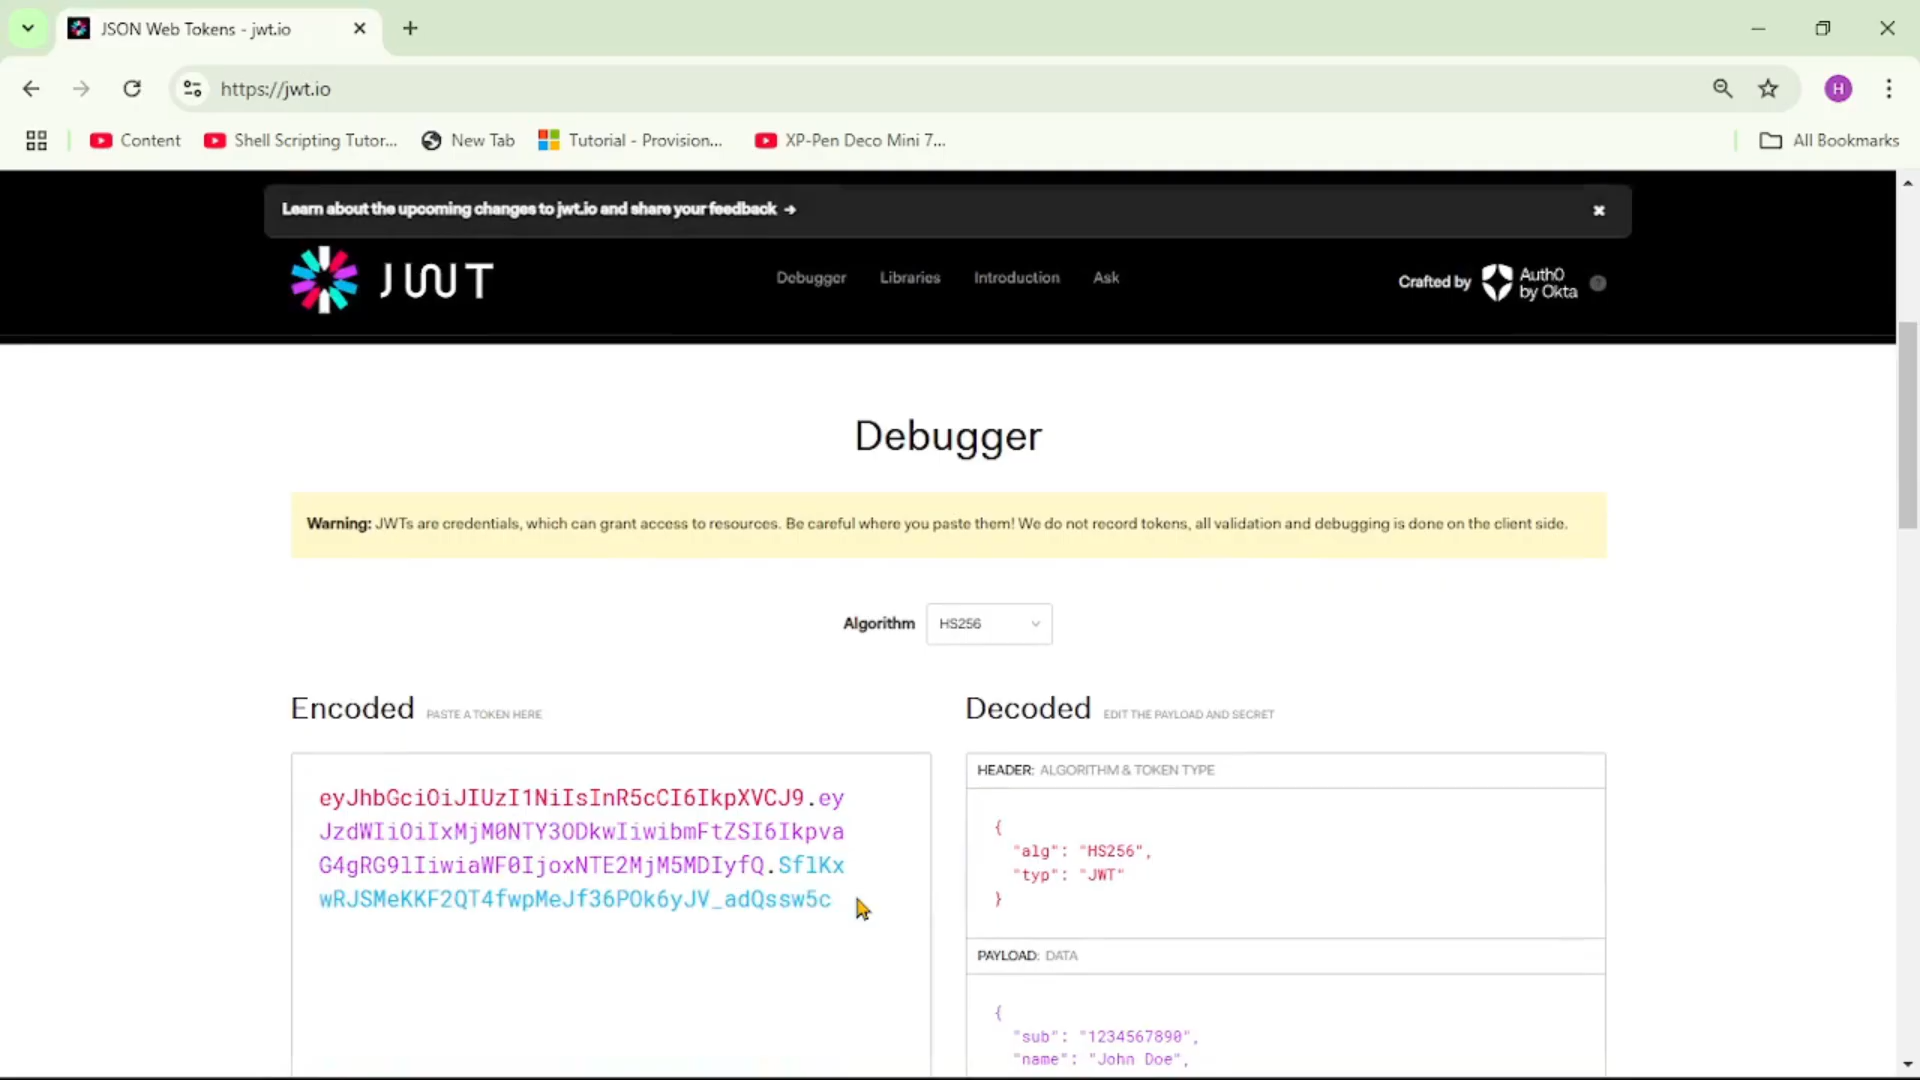 JSON Web Tokens - jwt.io
https://jwt.io
H
Content
Shell Scripting Tutor...
New Tab
Tutorial - Provision...
XP-Pen Deco Mini 7...
All Bookmarks
Learn about the upcoming changes to jwt.io and share your feedback →
JWT
Debugger
Libraries
Introduction
Ask
Crafted by
Auth0
by Okta
Debugger
Warning: JWTs are credentials, which can grant access to resources. Be careful where you paste them! We do not record tokens, all validation and debugging is done on the client side.
Algorithm HS256
Encoded PASTE A TOKEN HERE
eyJhbGciOiJIUzI1NiIsInR5cCI6IkpXVCJ9.ey
JzdWIiOiIxMjM0NTY3ODkwIiwibmFtZSI6Ikpva
G4gRG9lIiwiaWF0IjoxNTE2MjM5MDIyfQ.SflKx
wRJSMeKKF2QT4fwpMeJf36POk6yJV_adQssw5c
Decoded EDIT THE PAYLOAD AND SECRET
HEADER: ALGORITHM & TOKEN TYPE
{
"alg": "HS256",
"typ": "JWT"
}
PAYLOAD: DATA
{
"sub": "1234567890",
"name": "John Doe",